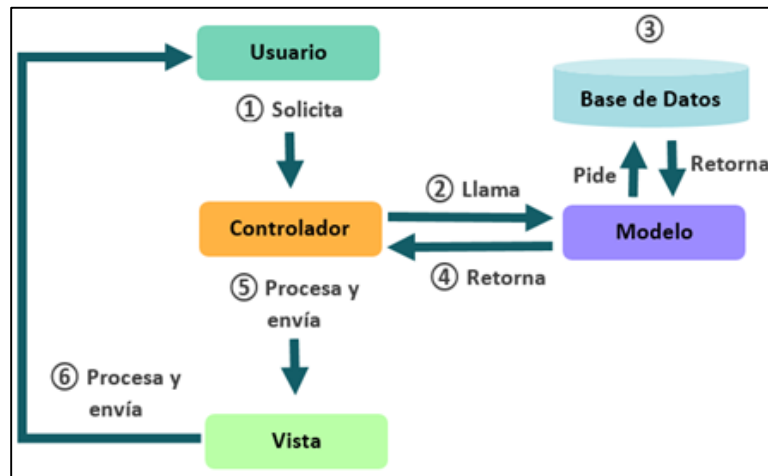 ③
Usuario
① Solicita
Base de Datos
Pide
Retorna
② Llama
Controlador
Modelo
④ Retorna
⑤ Procesa y
envía
⑥ Procesa y
envía
Vista